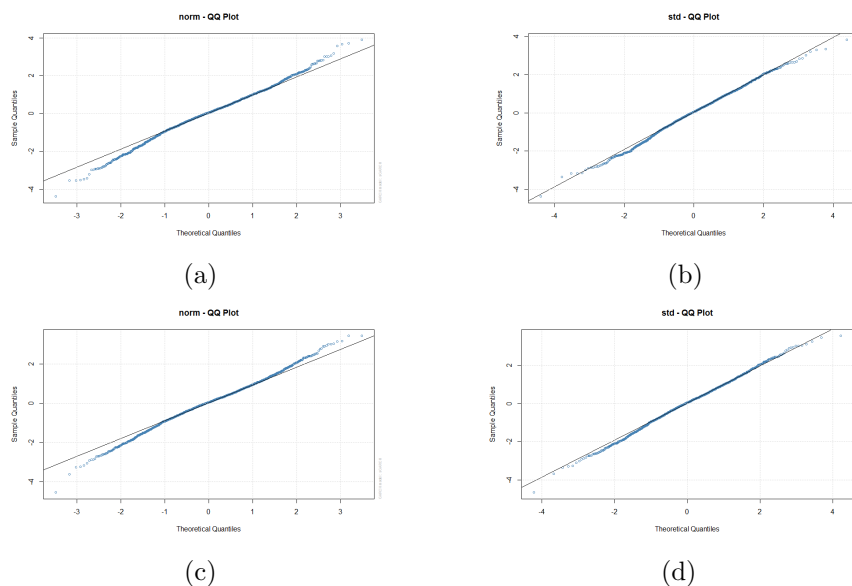 norm - QQ Plot
Sample Quantiles
4
2
0
-2
-4
-3 -2 -1 0 1 2 3
Theoretical Quantiles
(a)
std - QQ Plot
Sample Quantiles
4
2
0
-2
-4
-4 -2 0 2 4
Theoretical Quantiles
(b)
norm - QQ Plot
Sample Quantiles
2
0
-2
-4
-3 -2 -1 0 1 2 3
Theoretical Quantiles
(c)
std - QQ Plot
Sample Quantiles
2
0
-2
-4
-4 -2 0 2 4
Theoretical Quantiles
(d)